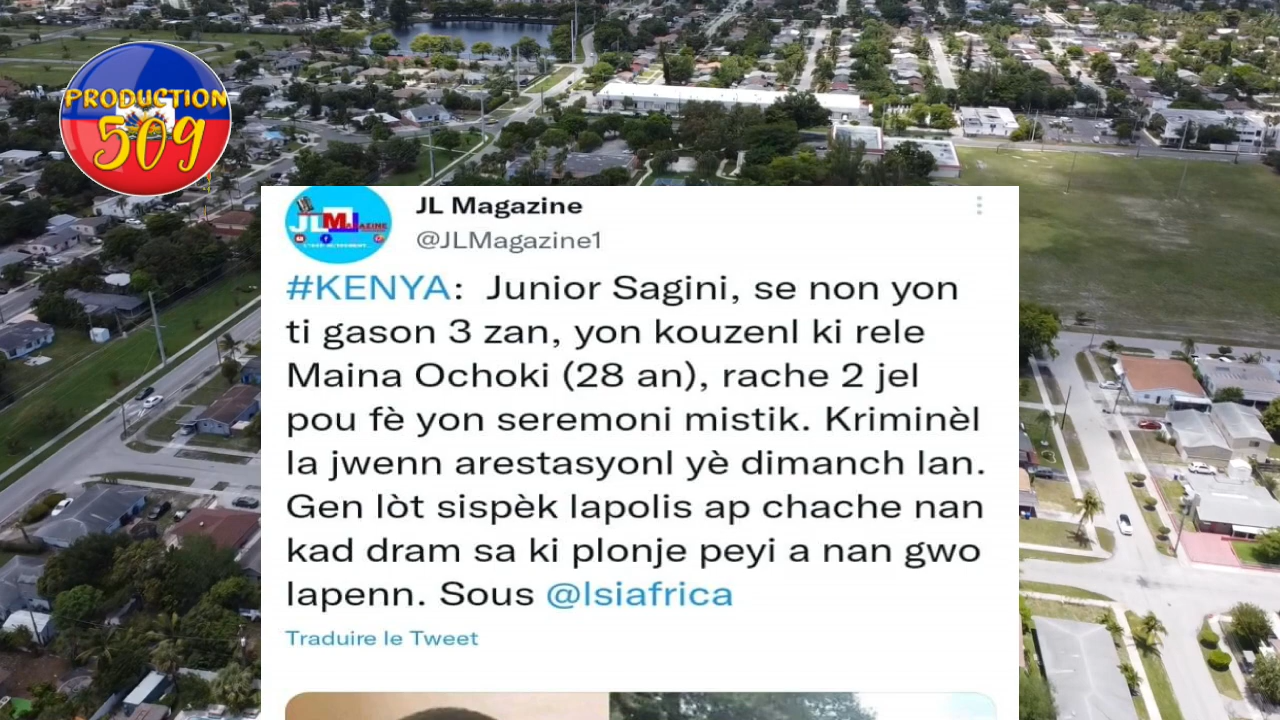 PRODUCTION
509
JL Magazine
@JLMagazine1
#KENYA: Junior Sagini, se non yon
ti gason 3 zan, yon kouzenl ki rele
Maina Ochoki (28 an), rache 2 jel
pou fè yon seremoni mistik. Kriminèl
la jwenn arestasyonl yè dimanch lan.
Gen lòt sispèk lapolis ap chache nan
kad dram sa ki plonje peyi a nan gwo
lapenn. Sous @lsiafrica
Traduire le Tweet